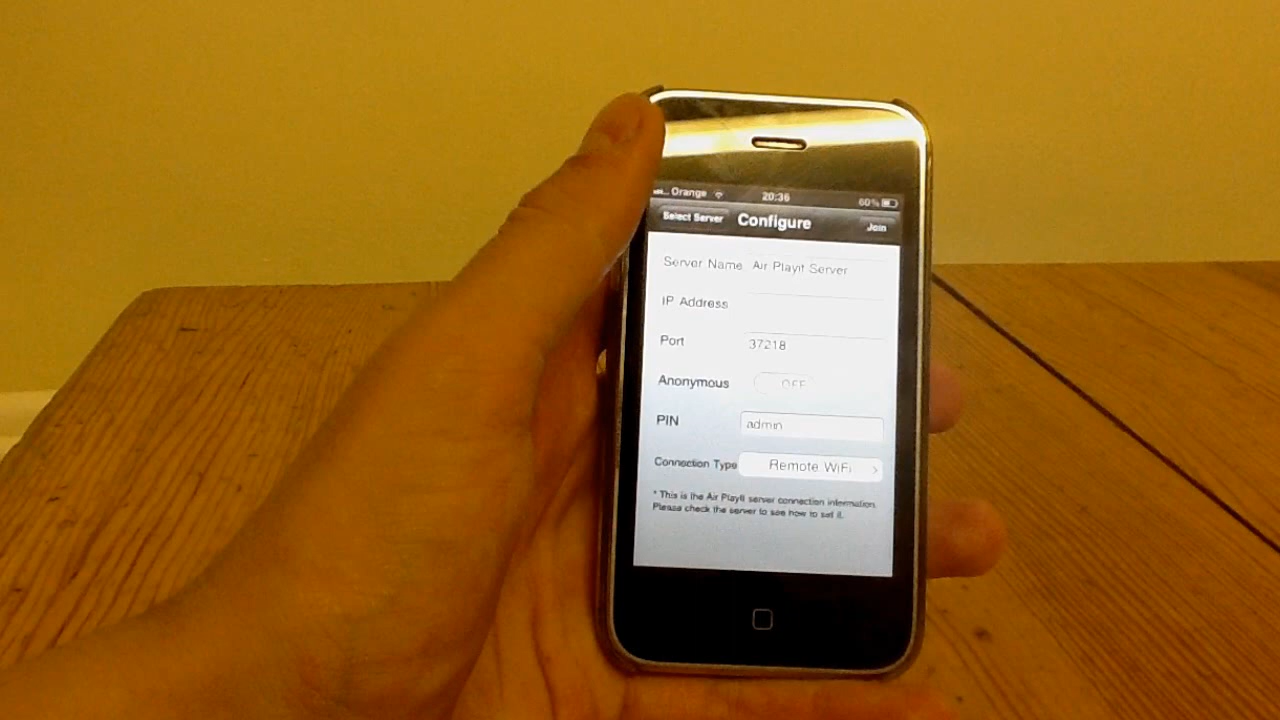 Orange 20:36 60%
Select Server Configure Join
Server Name Air Playit Server
IP Address
Port 37218
Anonymous OFF
PIN admin
Connection Type Remote WiFi
* This is the Air Playit server connection information.
Please check the server to see how to set it.